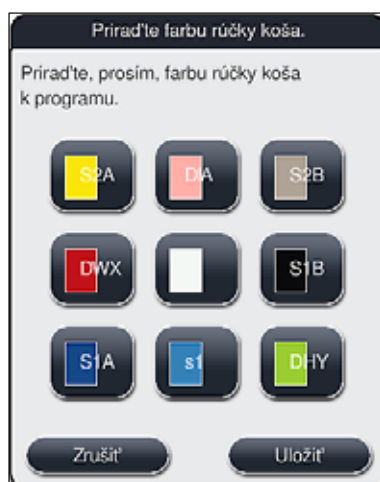 Priraďte farbu rúčky koša.
Priraďte, prosím, farbu rúčky koša
k programu.
S2A DIA S2B
DWX S1B
S1A s1 DHY
Zrušiť Uložiť